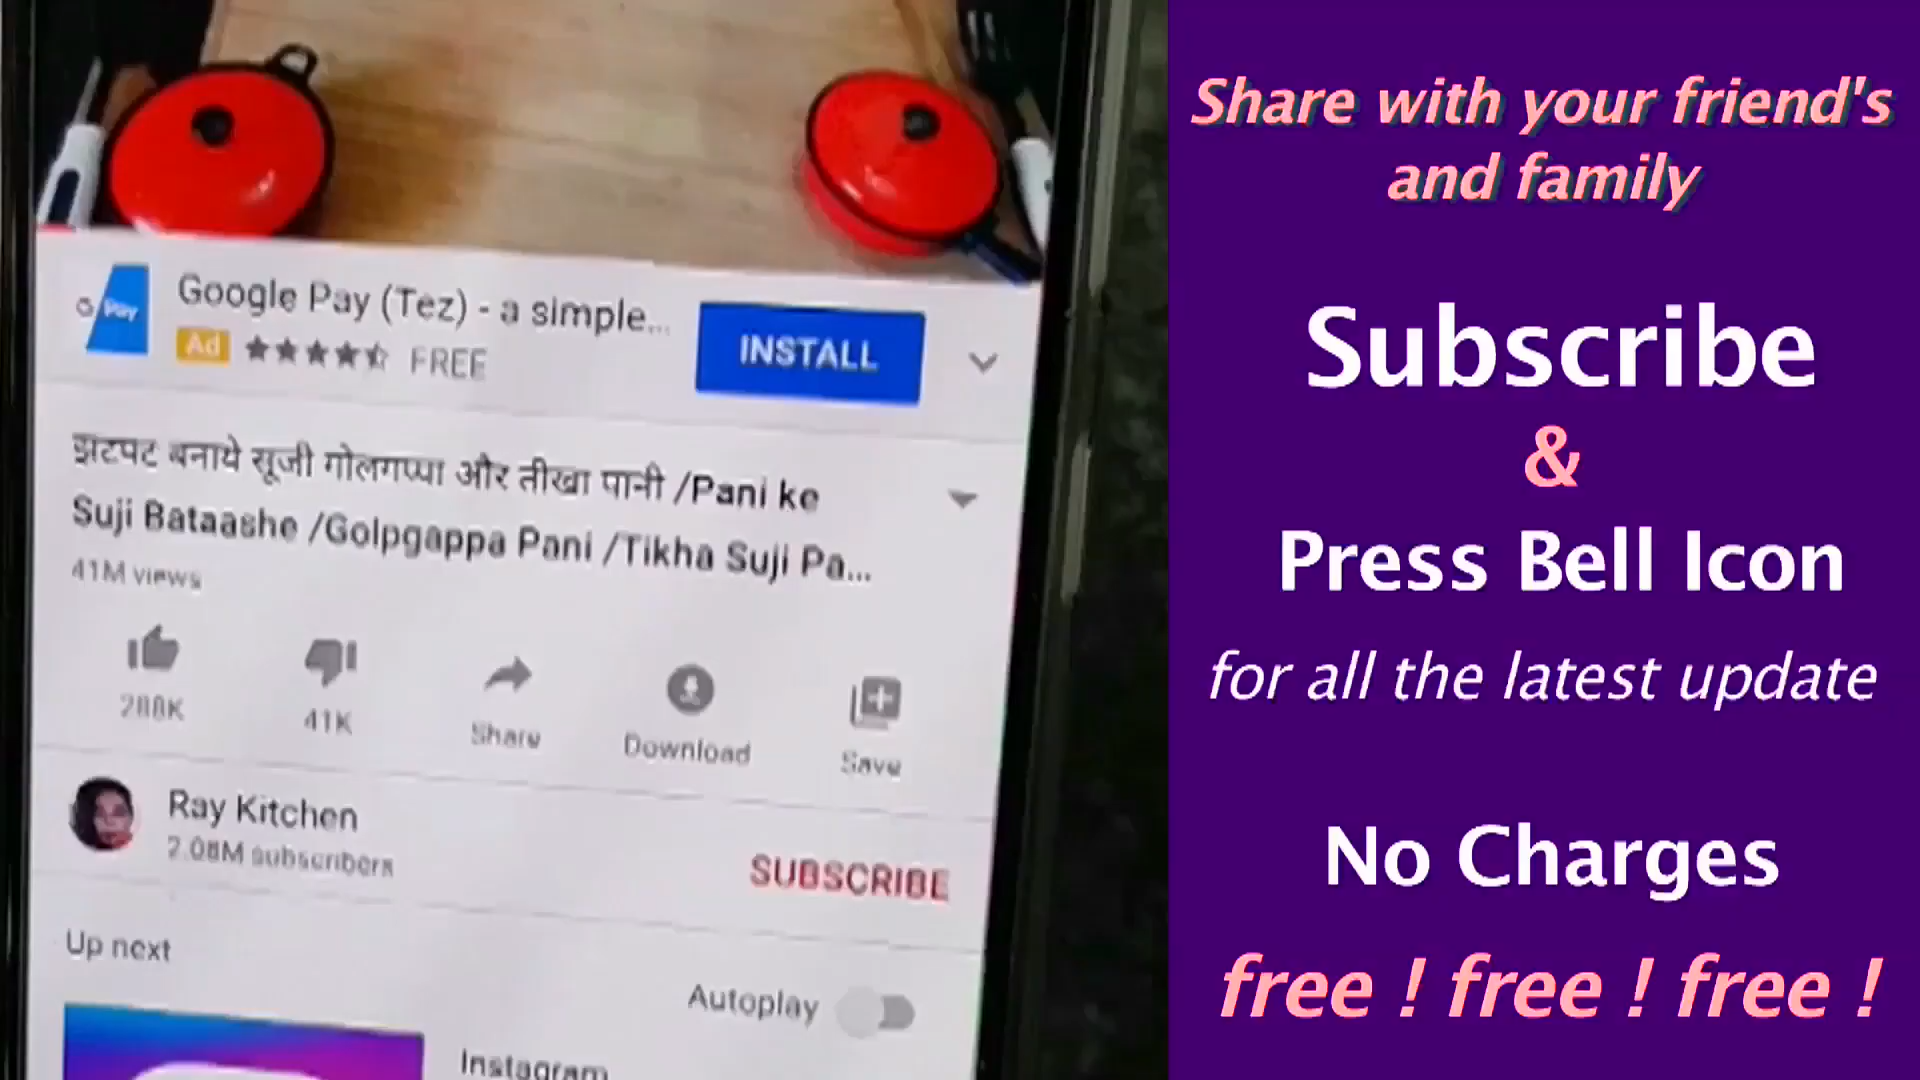 G Pay
Google Pay (Tez) - a simple...
Ad FREE
INSTALL
झटपट बनाये सूजी गोलगप्पा और तीखा पानी /Pani ke
Suji Bataashe /Golpgappa Pani /Tikha Suji Pa...
41M views
288K
41K
Share
Download
Save
Ray Kitchen
2.08M subscribers
SUBSCRIBE
Up next
Autoplay
Instagram
Share with your friend's
and family
Subscribe
&
Press Bell Icon
for all the latest update
No Charges
free ! free ! free !